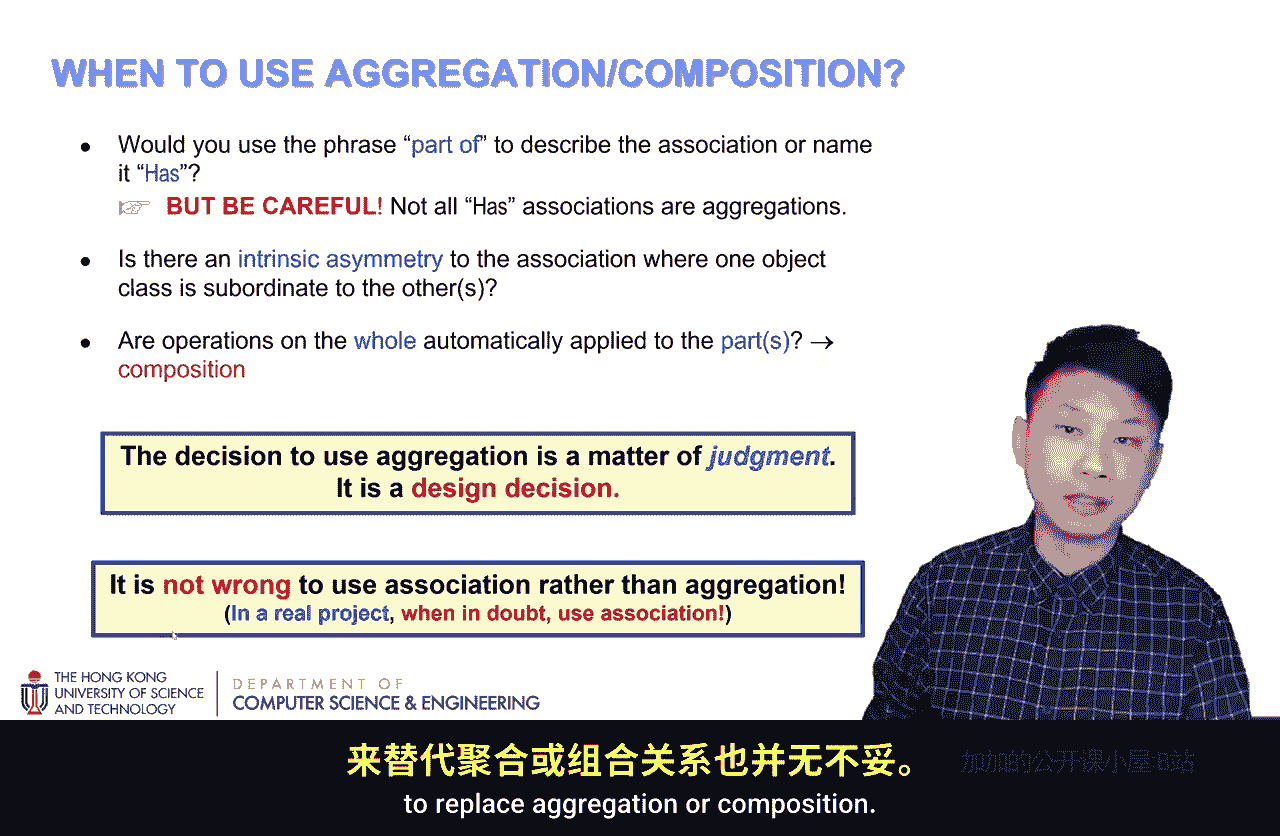 WHEN TO USE AGGREGATION/COMPOSITION?
● Would you use the phrase “part of” to describe the association or name
it “Has”?
☞ BUT BE CAREFUL! Not all “Has” associations are aggregations.
● Is there an intrinsic asymmetry to the association where one object
class is subordinate to the other(s)?
● Are operations on the whole automatically applied to the part(s)? →
composition
The decision to use aggregation is a matter of judgment.
It is a design decision.
It is not wrong to use association rather than aggregation!
(In a real project, when in doubt, use association!)
THE HONG KONG
UNIVERSITY OF SCIENCE
AND TECHNOLOGY
DEPARTMENT OF
COMPUTER SCIENCE & ENGINEERING
来替代聚合或组合关系也并无不妥。
加加的公开课小屋:B站
to replace aggregation or composition.